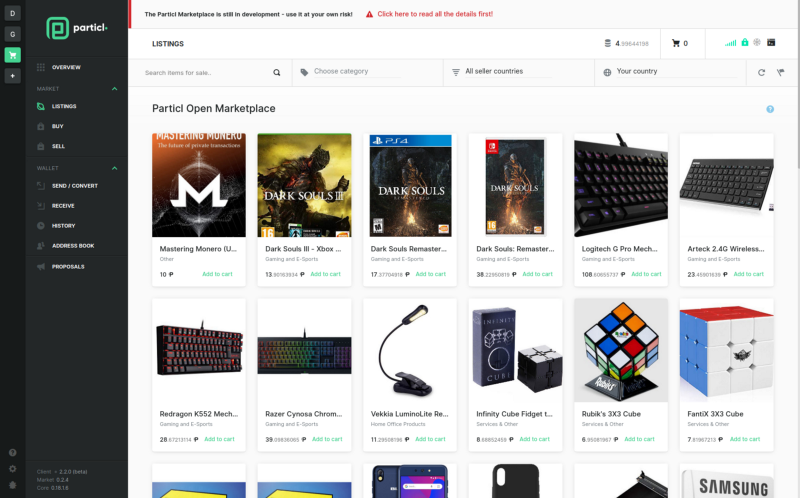 D
G
+
particl.
OVERVIEW
MARKET
LISTINGS
BUY
SELL
WALLET
SEND / CONVERT
RECEIVE
HISTORY
ADDRESS BOOK
PROPOSALS
Client
2.2.0 (beta)
Market: 0.2.4
Core: 0.18.1.6
The Particl Marketplace is still in development - use it at your own risk!
Click here to read all the details first!
LISTINGS
4.99844198
0
Search items for sale..
Choose category
All seller countries
Your country
Particl Open Marketplace
?
MASTERING MONERO
The future of private transactions
DARK SOULS III
16
PS4
DARK SOULS
REMASTERED
DARK SOULS
Mastering Monero (U...
Dark Souls III - Xbox ...
Dark Souls Remaster...
Dark Souls: Remaster...
Logitech G Pro Mech...
Arteck 2.4G Wireless...
Other
Gaming and E-Sports
Gaming and E-Sports
Gaming and E-Sports
Gaming and E-Sports
Gaming and E-Sports
10 Add to cart
13.90163934 Add to cart
17.37704918 Add to cart
38.22950819 Add to cart
108.60655737 Add to cart
23.45901639 Add to cart
INFINITY
CUBE
Rubik's
Redragon K552 Mech...
Razer Cynosa Chrom...
Vekkia LuminoLite Re...
Infinity Cube Fidget t...
Rubik's 3X3 Cube
FantiX 3X3 Cube
Gaming and E-Sports
Gaming and E-Sports
Home Office Products
Services & Other
Services & Other
Services & Other
28.67213114 Add to cart
39.09836065 Add to cart
11.29508196 Add to cart
8.68852459 Add to cart
6.95081967 Add to cart
7.81967213 Add to cart
SAMSUNG